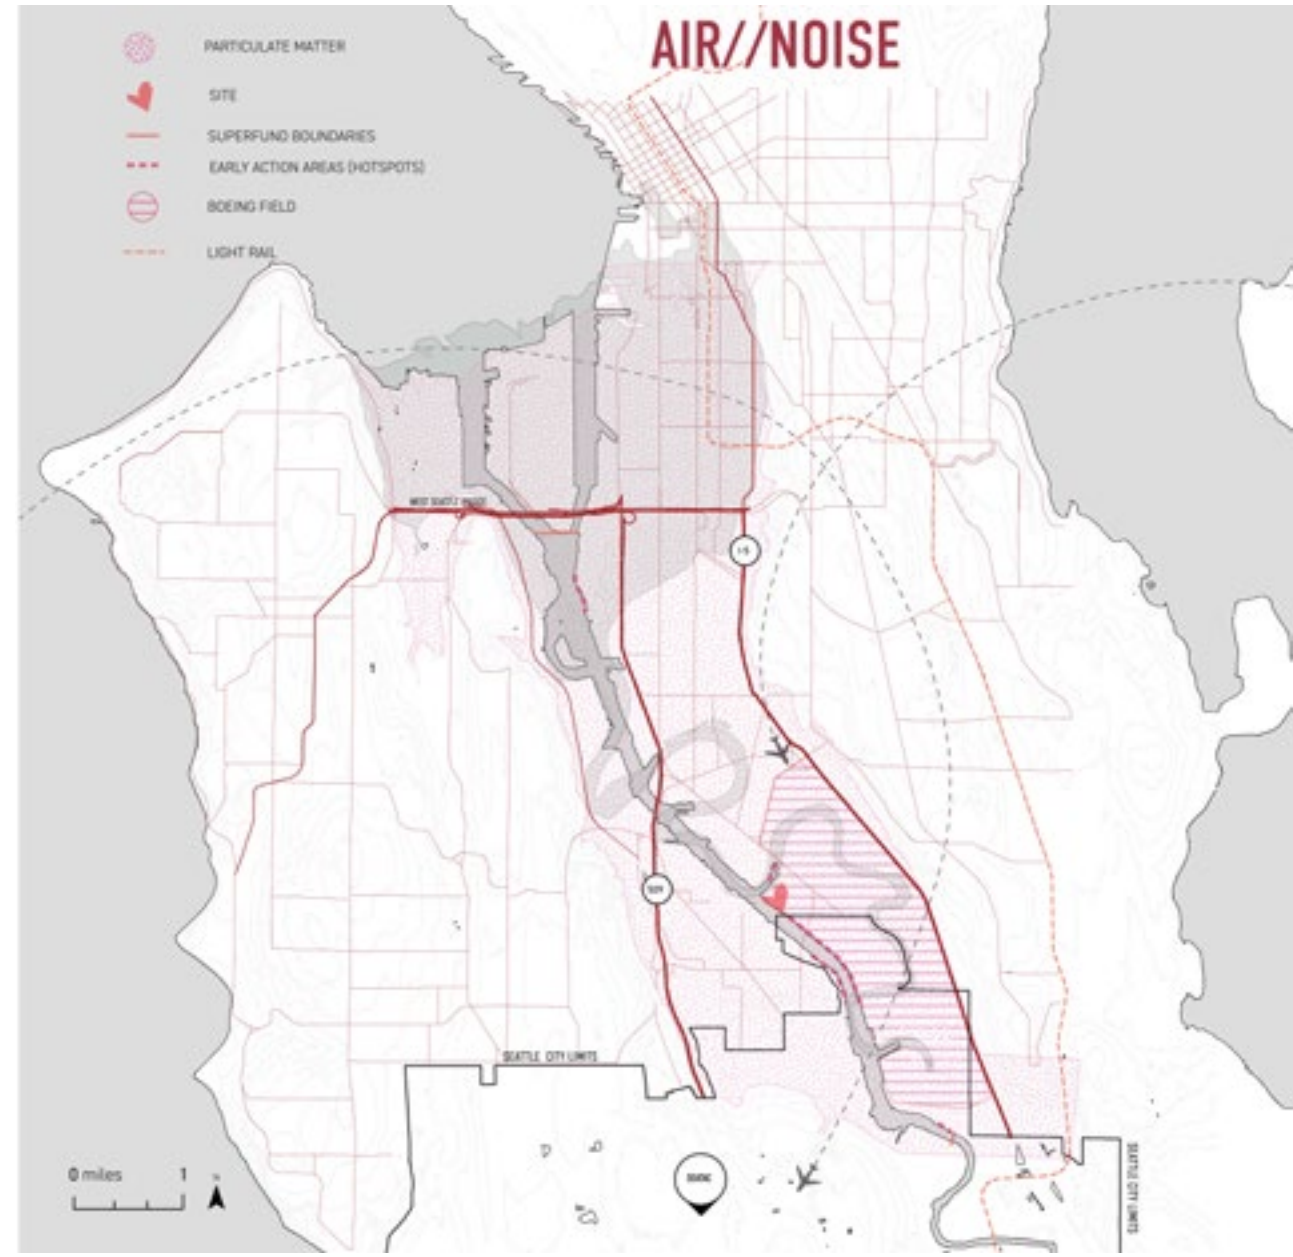 AIR//NOISE
PARTICULATE MATTER
SITE
SUPERFUND BOUNDARIES
EARLY ACTION AREAS (HOTSPOTS)
BOEING FIELD
LIGHT RAIL
WEST SEATTLE BRIDGE
I-5
509
SEATTLE CITY LIMITS
0 miles 1
N
SEATTLE CITY LIMITS